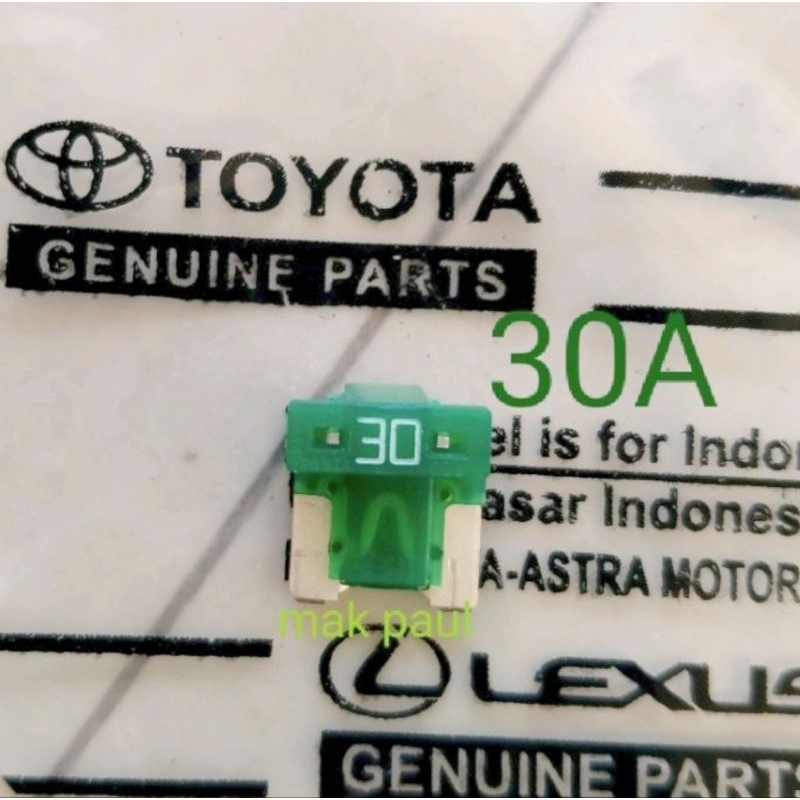 TOYOTA
GENUINE PARTS
30A
30
el is for Indo
asar Indones
A-ASTRA MOTOR
mak paul
LEXUS
GENUINE PARTS